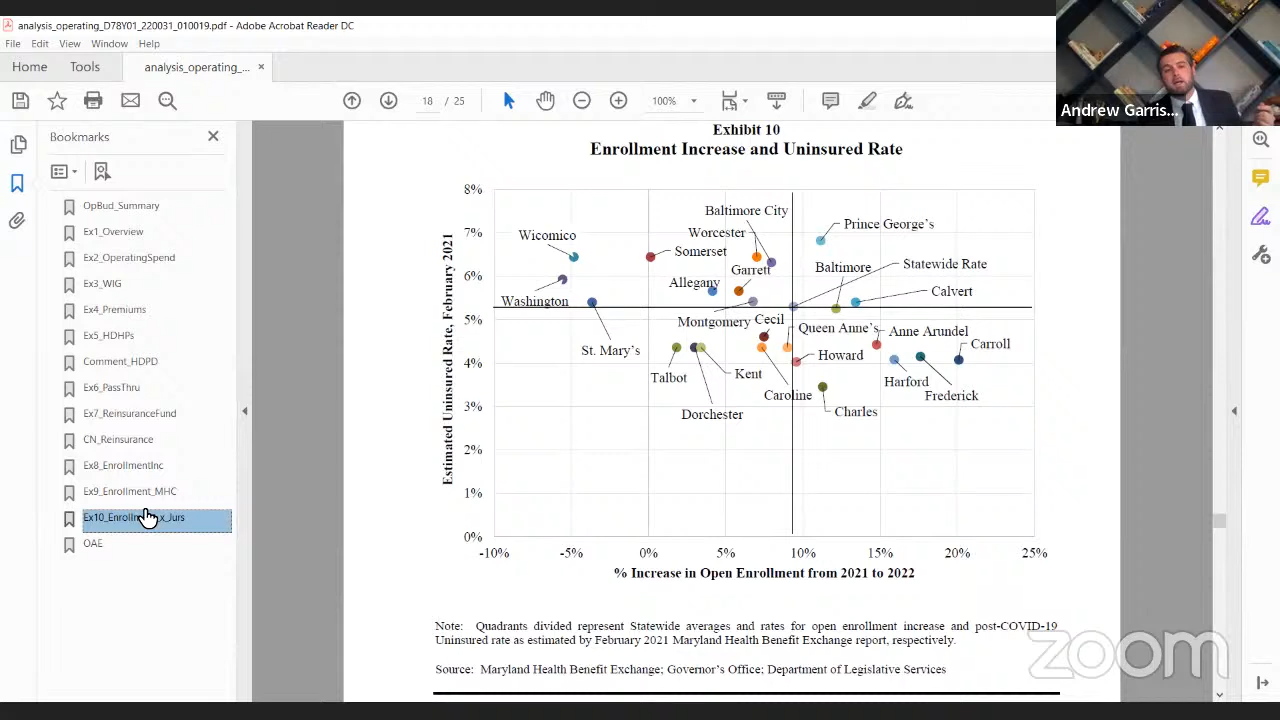 analysis_operating_D78Y01_220031_010019.pdf - Adobe Acrobat Reader DC
File Edit View Window Help
Home Tools analysis_operating_... ×
18 / 25 100%
Andrew Garris...
Bookmarks
OpBud_Summary
Ex1_Overview
Ex2_OperatingSpend
Ex3_WIG
Ex4_Premiums
Ex5_HDHPs
Comment_HDPD
Ex6_PassThru
Ex7_ReinsuranceFund
CN_Reinsurance
Ex8_EnrollmentInc
Ex9_Enrollment_MHC
OAE
Exhibit 10
Enrollment Increase and Uninsured Rate
Estimated Uninsured Rate, February 2021
8%
7%
6%
5%
4%
3%
2%
1%
0%
Baltimore City
Prince George's
Worcester
Wicomico
Somerset
Statewide Rate
Garrett
Baltimore
Allegany
Calvert
Washington
Cecil
Montgomery
Queen Anne's
Anne Arundel
Carroll
St. Mary's
Howard
Kent
Talbot
Harford
Caroline
Frederick
Charles
Dorchester
-10% -5% 0% 5% 10% 15% 20% 25%
% Increase in Open Enrollment from 2021 to 2022
Note: Quadrants divided represent Statewide averages and rates for open enrollment increase and post-COVID-19
Uninsured rate as estimated by February 2021 Maryland Health Benefit Exchange report, respectively.
Source: Maryland Health Benefit Exchange; Governor's Office; Department of Legislative Services
zoom